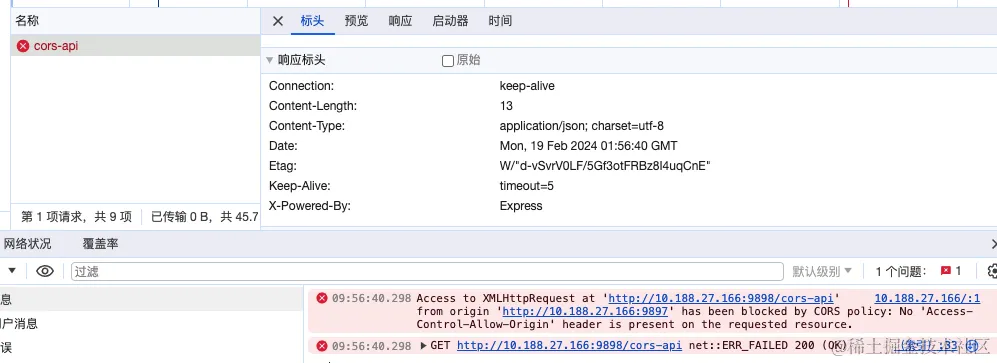 名称
cors-api
第 1 项请求，共 9 项 已传输 0 B，共 45.7
标头 预览 响应 启动器 时间
响应标头 原始
Connection: keep-alive
Content-Length: 13
Content-Type: application/json; charset=utf-8
Date: Mon, 19 Feb 2024 01:56:40 GMT
Etag: W/"d-vSvrV0LF/5Gf3otFRBz8l4uqCnE"
Keep-Alive: timeout=5
X-Powered-By: Express
网络状况 覆盖率
过滤 默认级别 1 个问题： 1
息
户消息
误
09:56:40.298 Access to XMLHttpRequest at 'http://10.188.27.166:9898/cors-api' 10.188.27.166/:1
from origin 'http://10.188.27.166:9897' has been blocked by CORS policy: No 'Access-
Control-Allow-Origin' header is present on the requested resource.
09:56:40.298 GET http://10.188.27.166:9898/cors-api net::ERR_FAILED 200 (OK)
@稀土掘金技术社区